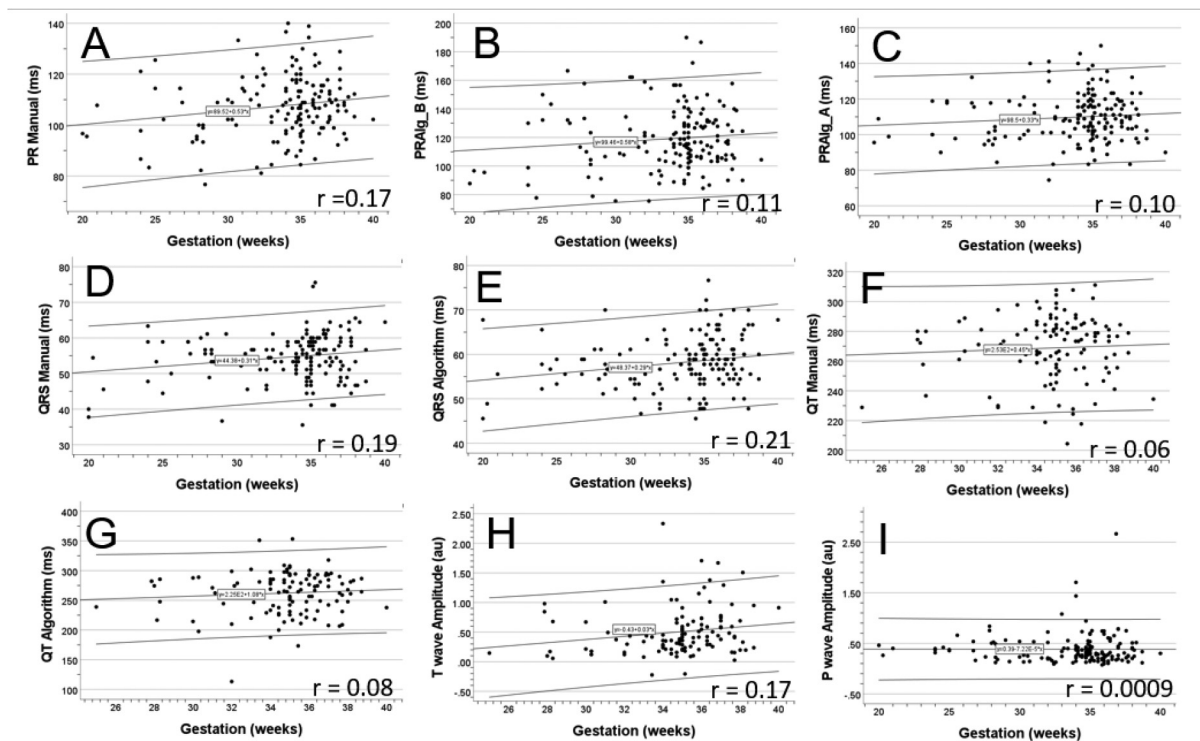 A
PR Manual (ms)
140
120
100
80
y=89.52+0.53*x
20 25 30 35 40
r =0.17
Gestation (weeks)
B
PRAlg_B (ms)
200
180
160
140
120
100
80
y=99.46+0.58*x
20 25 30 35 40
r = 0.11
Gestation (weeks)
C
PRAlg_A (ms)
160
140
120
100
80
60
y=98.5+0.33*x
20 25 30 35 40
r = 0.10
Gestation (weeks)
D
QRS Manual (ms)
80
70
60
50
40
30
y=44.38+0.31*x
20 25 30 35 40
r = 0.19
Gestation (weeks)
E
QRS Algorithm (ms)
80
70
60
50
40
y=48.37+0.29*x
20 25 30 35 40
r = 0.21
Gestation (weeks)
F
QT Manual (ms)
320
300
280
260
240
220
200
y=2.53E2+0.45*x
26 28 30 32 34 36 38 40
r = 0.06
Gestation (weeks)
G
QT Algorithm (ms)
400
350
300
250
200
150
100
y=2.25E2+1.08*x
26 28 30 32 34 36 38 40
r = 0.08
Gestation (weeks)
H
T wave Amplitude (au)
2.50
2.00
1.50
1.00
.50
.00
-.50
y=-0.43+0.03*x
26 28 30 32 34 36 38 40
r = 0.17
Gestation (weeks)
I
P wave Amplitude (au)
2.50
1.50
.50
-.50
y=0.39-7.22E-5*x
20 25 30 35 40
r = 0.0009
Gestation (weeks)